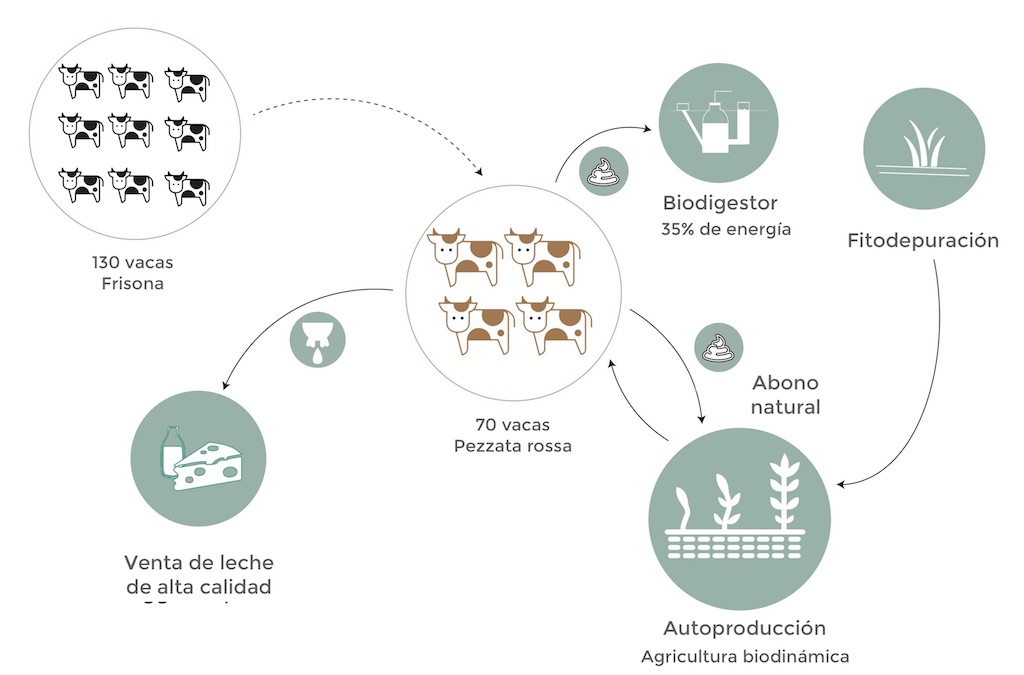 130 vacas
Frisona
Biodigestor
35% de energía
Fitodepuración
70 vacas
Pezzata rossa
Abono
natural
Venta de leche
de alta calidad
Autoproducción
Agricultura biodinámica